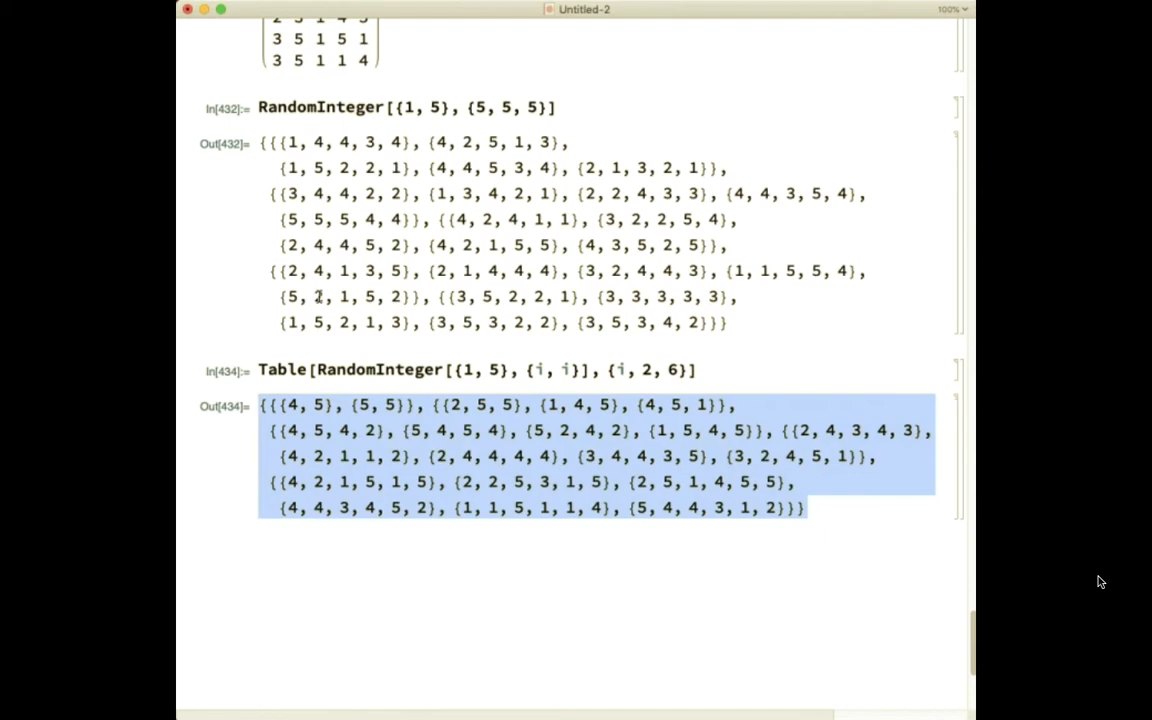 Untitled-2
100%
2 3 1 4 5
3 5 1 5 1
3 5 1 1 4
In[432]:= RandomInteger[{1, 5}, {5, 5, 5}]
Out[432]= {{{1, 4, 4, 3, 4}, {4, 2, 5, 1, 3},
{1, 5, 2, 2, 1}, {4, 4, 5, 3, 4}, {2, 1, 3, 2, 1}},
{{3, 4, 4, 2, 2}, {1, 3, 4, 2, 1}, {2, 2, 4, 3, 3}, {4, 4, 3, 5, 4},
{5, 5, 5, 4, 4}}, {{4, 2, 4, 1, 1}, {3, 2, 2, 5, 4},
{2, 4, 4, 5, 2}, {4, 2, 1, 5, 5}, {4, 3, 5, 2, 5}},
{{2, 4, 1, 3, 5}, {2, 1, 4, 4, 4}, {3, 2, 4, 4, 3}, {1, 1, 5, 5, 4},
{5, 2, 1, 5, 2}}, {{3, 5, 2, 2, 1}, {3, 3, 3, 3, 3},
{1, 5, 2, 1, 3}, {3, 5, 3, 2, 2}, {3, 5, 3, 4, 2}}}
In[434]:= Table[RandomInteger[{1, 5}, {i, i}], {i, 2, 6}]
Out[434]= {{{4, 5}, {5, 5}}, {{2, 5, 5}, {1, 4, 5}, {4, 5, 1}},
{{4, 5, 4, 2}, {5, 4, 5, 4}, {5, 2, 4, 2}, {1, 5, 4, 5}}, {{2, 4, 3, 4, 3},
{4, 2, 1, 1, 2}, {2, 4, 4, 4, 4}, {3, 4, 4, 3, 5}, {3, 2, 4, 5, 1}},
{{4, 2, 1, 5, 1, 5}, {2, 2, 5, 3, 1, 5}, {2, 5, 1, 4, 5, 5},
{4, 4, 3, 4, 5, 2}, {1, 1, 5, 1, 1, 4}, {5, 4, 4, 3, 1, 2}}}